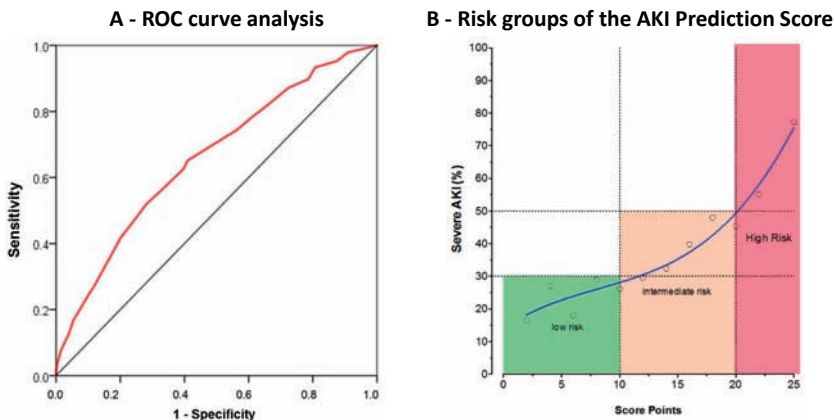 A - ROC curve analysis
1.0
0.8
0.6
0.4
0.2
0.0
Sensitivity
0.0 0.2 0.4 0.6 0.8 1.0
1 - Specificity
B - Risk groups of the AKI Prediction Score
100
90
80
70
60
50
40
30
20
10
0
Severe AKI (%)
High Risk
intermediate risk
low risk
0 5 10 15 20 25
Score Points